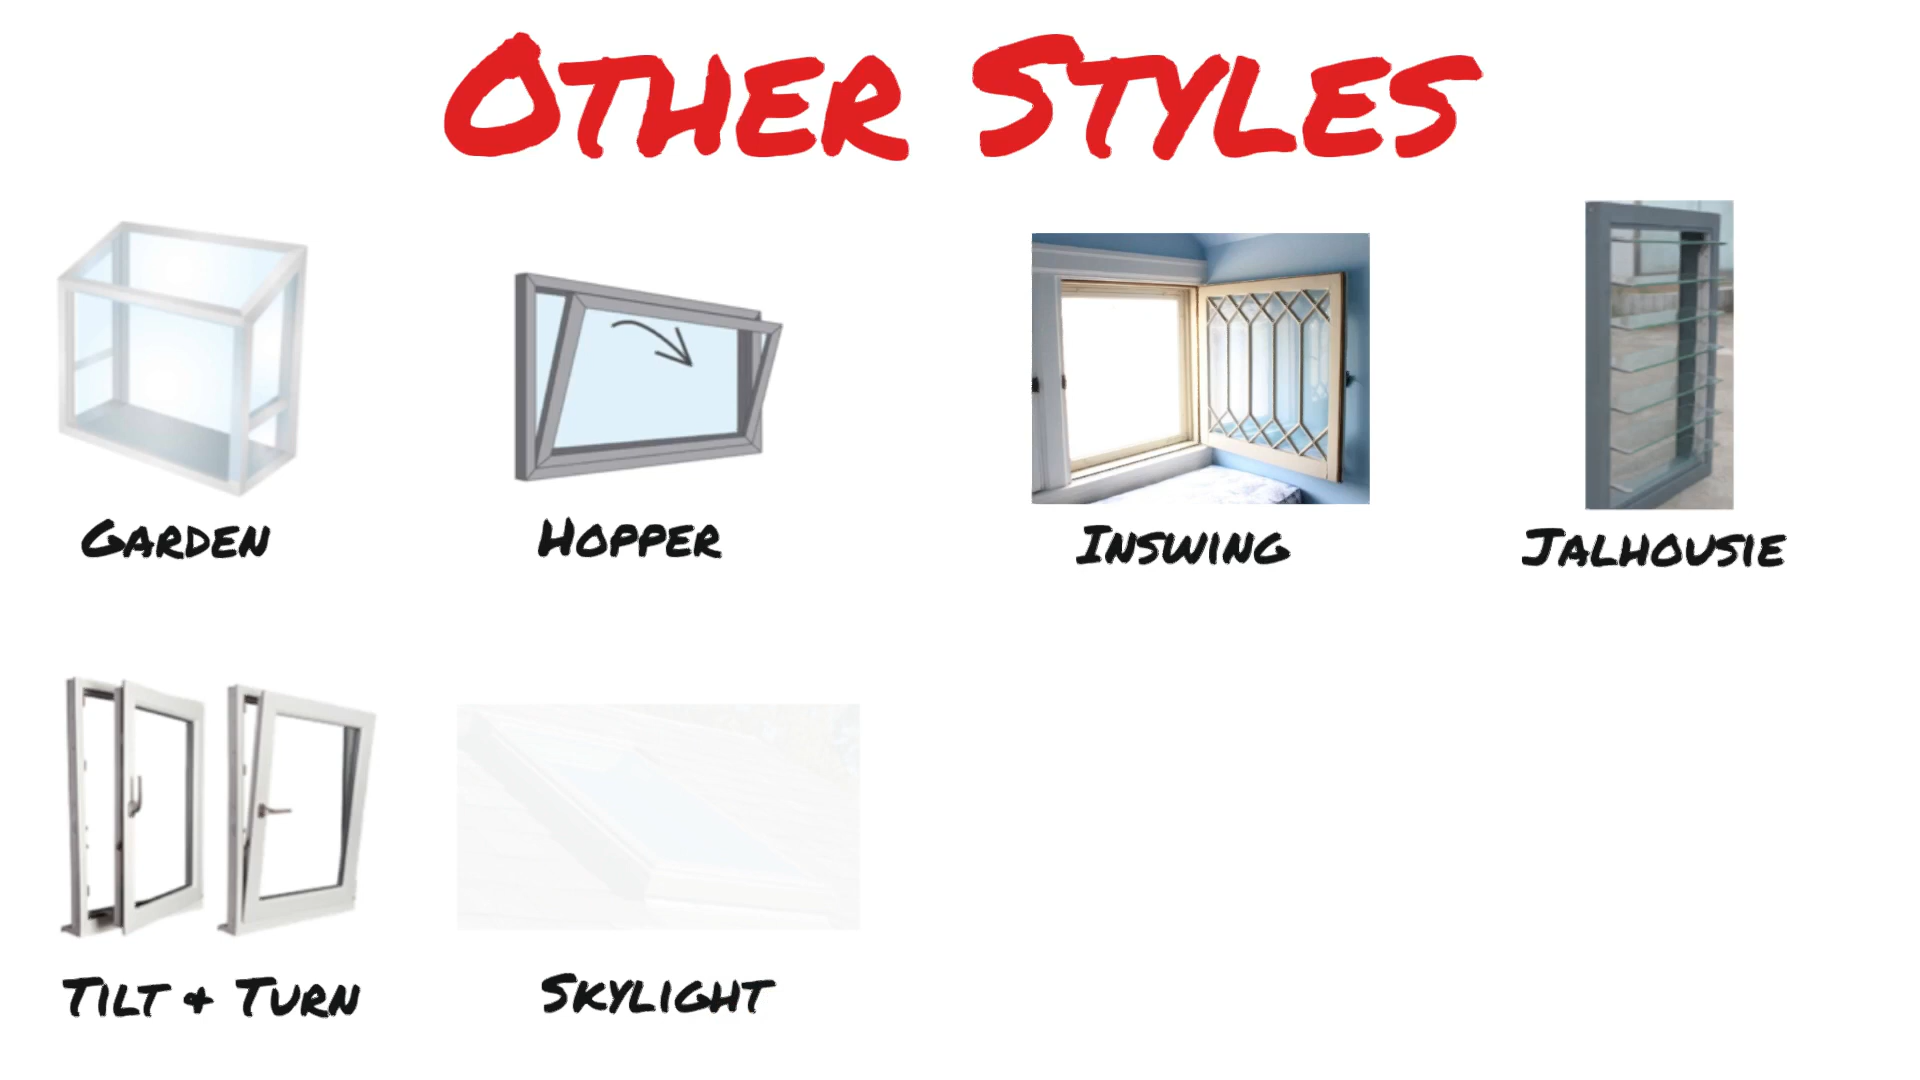 Other Styles
Garden
Hopper
Inswing
Jalhousie
Tilt & Turn
Skylight